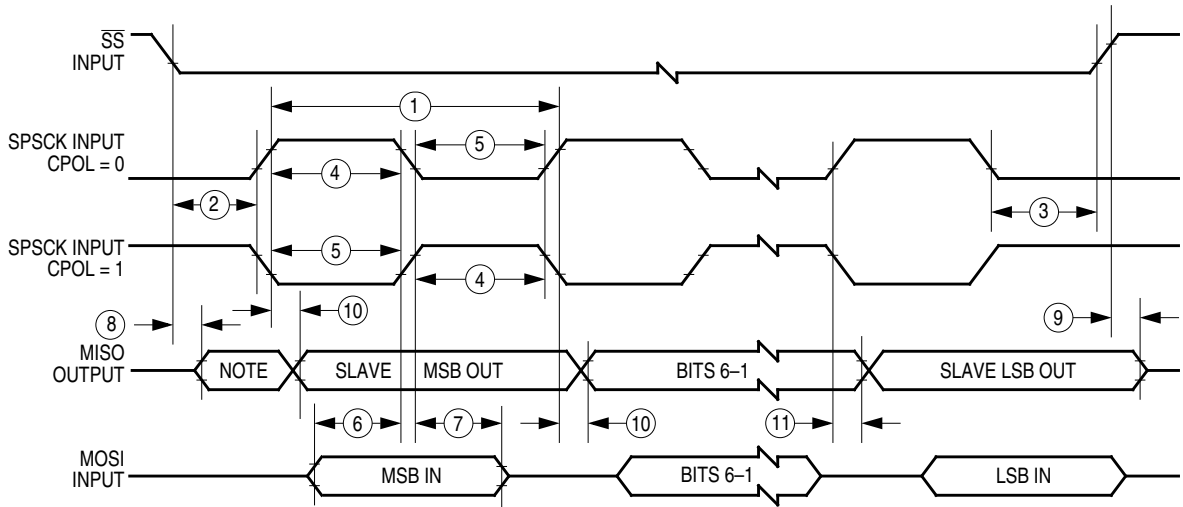 SS
INPUT
1
SPSCK INPUT
CPOL = 0
5
4
2
3
SPSCK INPUT
CPOL = 1
5
4
8
10
9
MISO
OUTPUT
NOTE
SLAVE MSB OUT
BITS 6–1
SLAVE LSB OUT
6
7
10
11
MOSI
INPUT
MSB IN
BITS 6–1
LSB IN